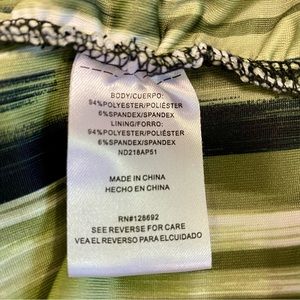 BODY/CUERPO:
94%POLYESTER/POLIÉSTER
6%SPANDEX/SPANDEX
LINING/FORRO:
94%POLYESTER/POLIÉSTER
6%SPANDEX/SPANDEX
ND218AP51
MADE IN CHINA
HECHO EN CHINA
RN#128692
SEE REVERSE FOR CARE
VEA EL REVERSO PARA ELCUIDADO